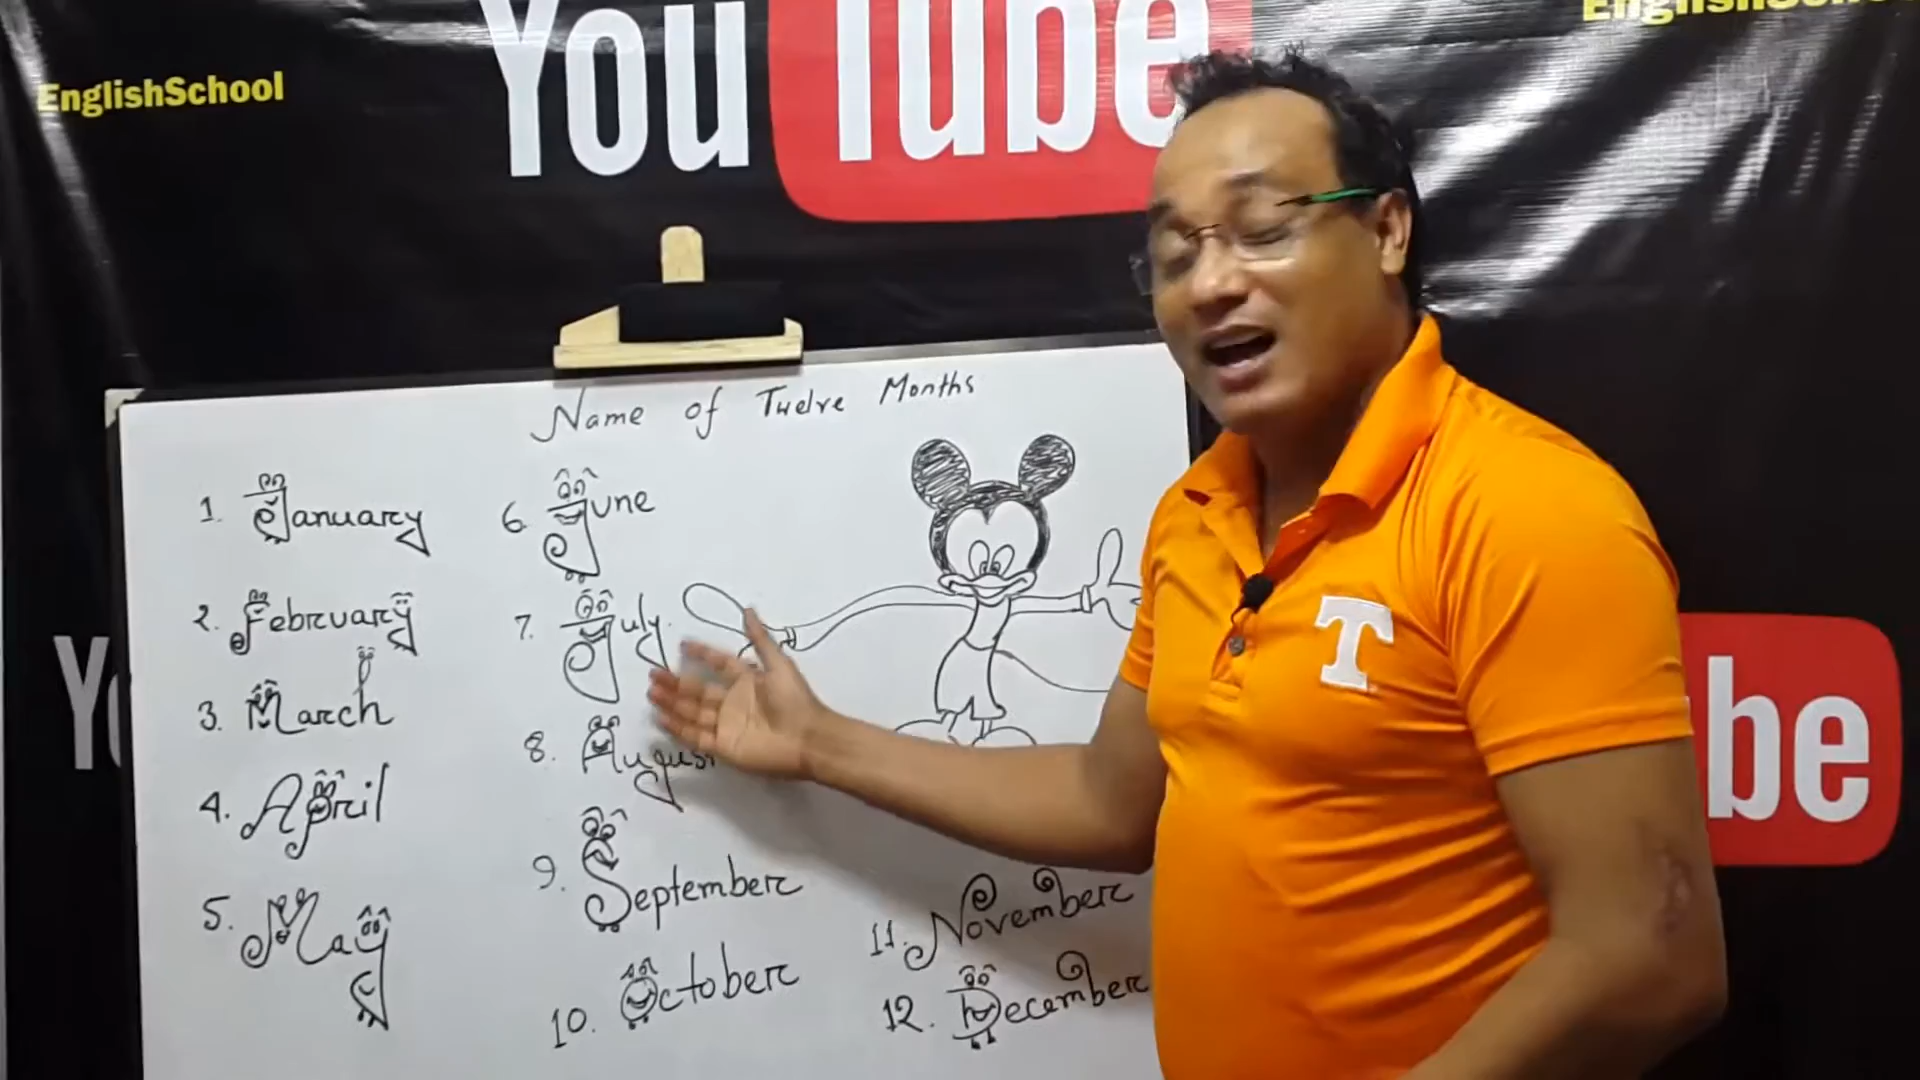 YouTube
EnglishSchool
EnglishSchool
Name of Twelve Months
1. January
2. February
3. March
4. April
5. May
6. June
7. July.
8. August
9. September
10. October
11. November
12. December
T
Y
be